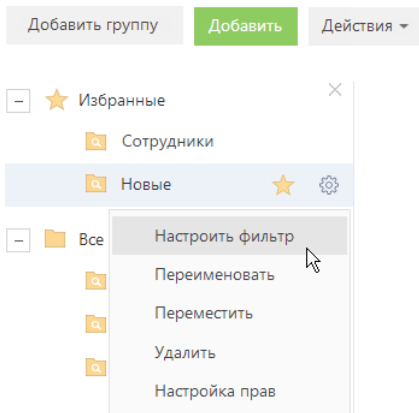 Добавить группу Добавить Действия
Избранные
Сотрудники
Новые
Все
Настроить фильтр
Переименовать
Переместить
Удалить
Настройка прав